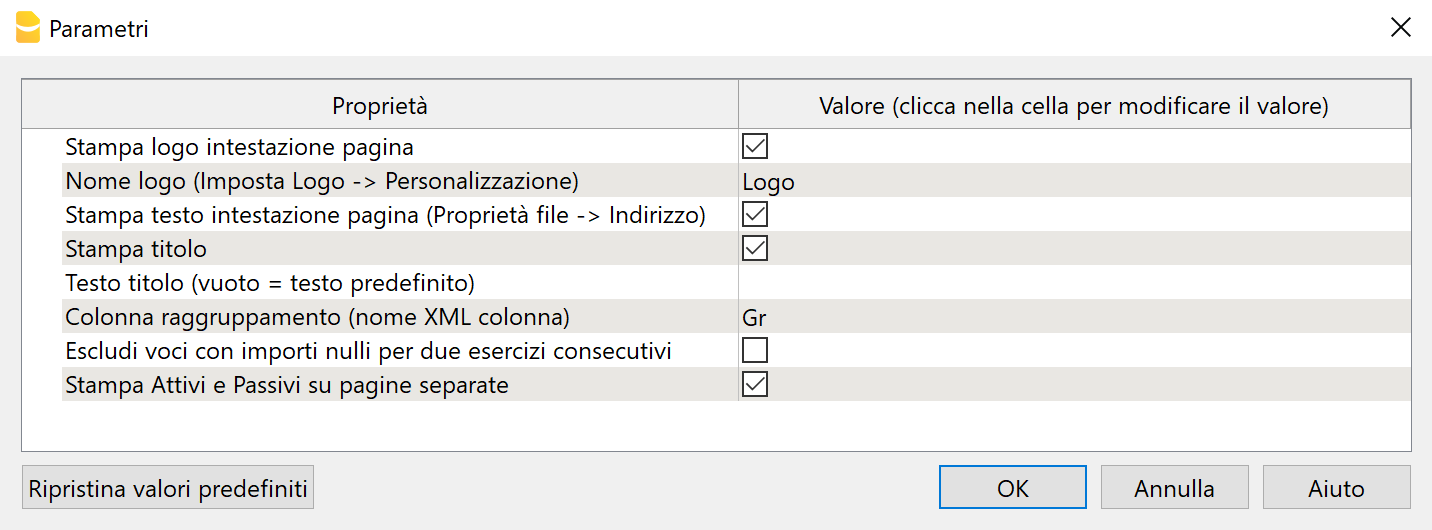 Parametri
Proprietà
Valore (clicca nella cella per modificare il valore)
Stampa logo intestazione pagina
Nome logo (Imposta Logo -> Personalizzazione)
Logo
Stampa testo intestazione pagina (Proprietà file -> Indirizzo)
Stampa titolo
Testo titolo (vuoto = testo predefinito)
Colonna raggruppamento (nome XML colonna)
Gr
Escludi voci con importi nulli per due esercizi consecutivi
Stampa Attivi e Passivi su pagine separate
Ripristina valori predefiniti
OK
Annulla
Aiuto